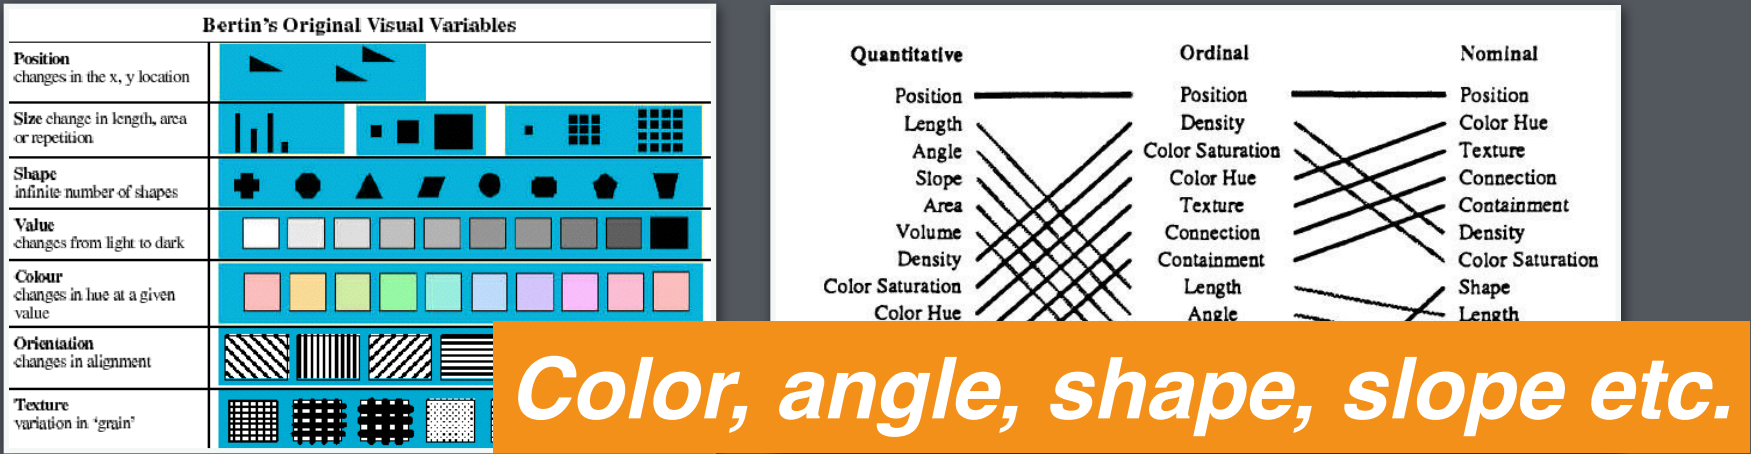 Bertin's Original Visual Variables
Position
changes in the x, y location
Size change in length, area
or repetition
Shape
infinite number of shapes
Value
changes from light to dark
Colour
changes in hue at a given
value
Orientation
changes in alignment
Texture
variation in 'grain'
Quantitative
Position
Length
Angle
Slope
Area
Volume
Density
Color Saturation
Color Hue
Ordinal
Position
Density
Color Saturation
Color Hue
Texture
Connection
Containment
Length
Angle
Nominal
Position
Color Hue
Texture
Connection
Containment
Density
Color Saturation
Shape
Length
Color, angle, shape, slope etc.